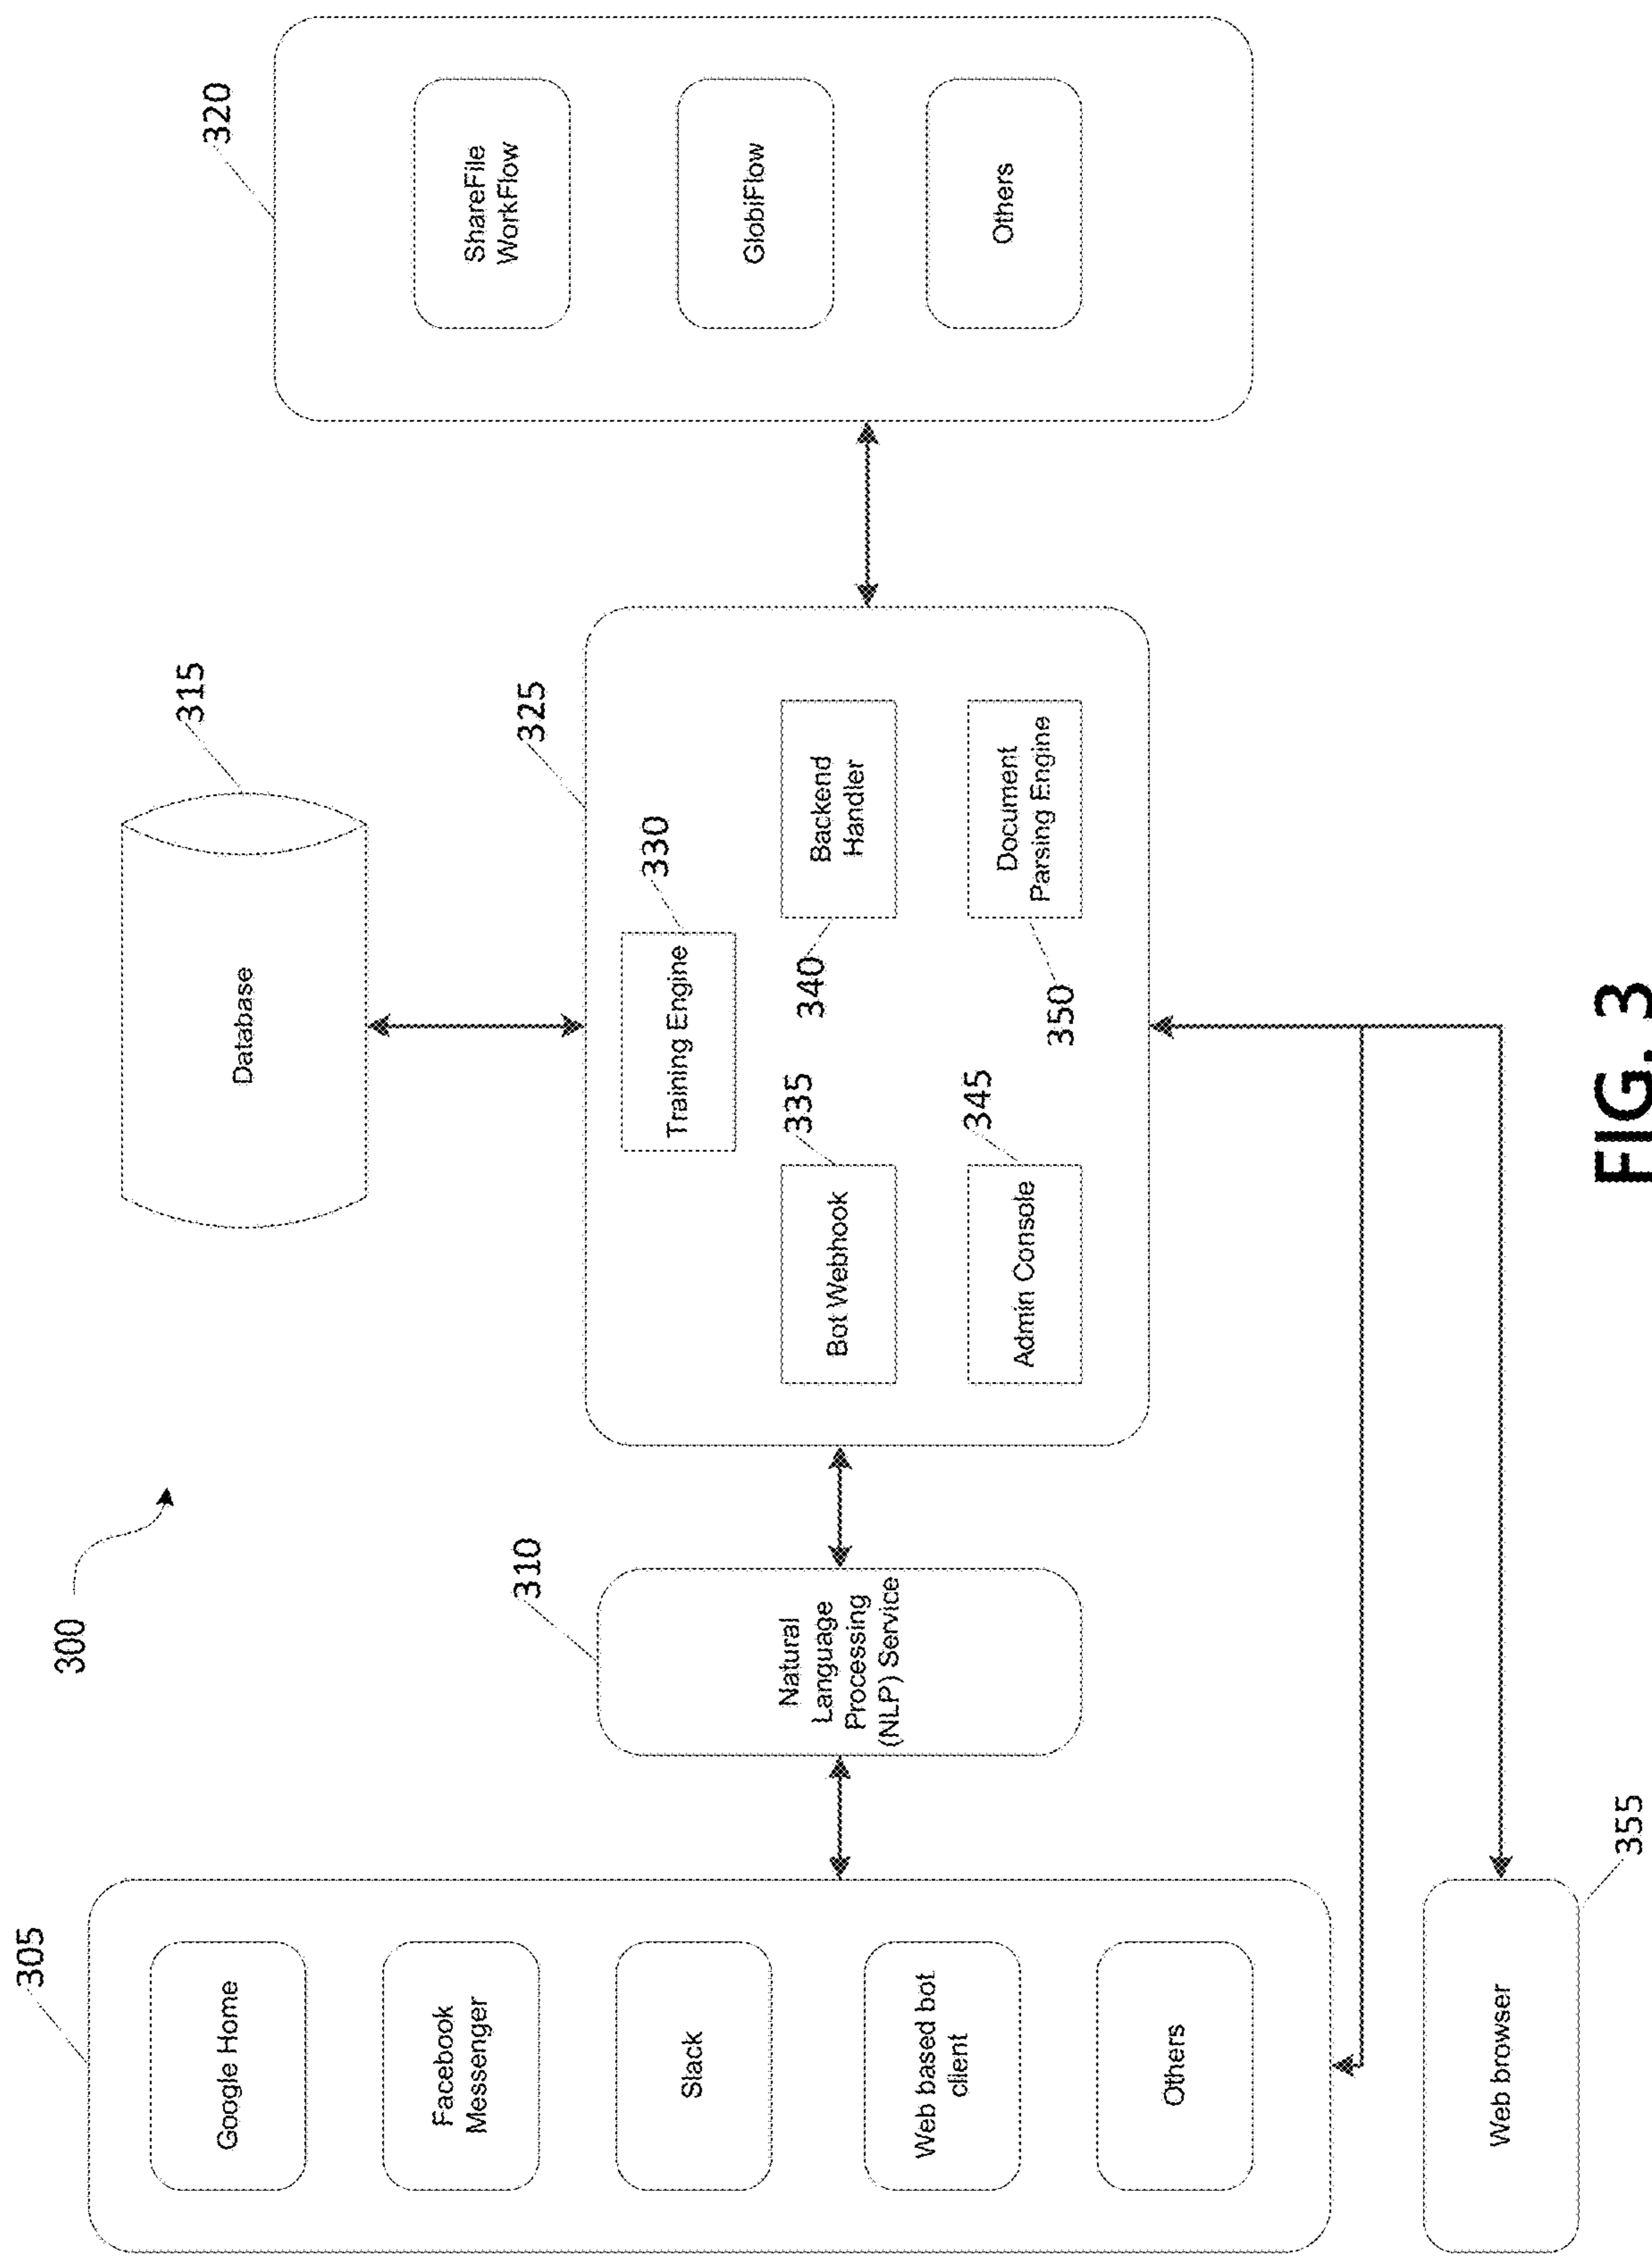 300
305
Google Home
Facebook
Messenger
Slack
Web based bot
client
Others
310
Natural
Language
Processing
(NLP) Service
315
Database
325
330
Training Engine
335
Bot Webhook
340
Backend
Handler
345
Admin Console
350
Document
Parsing Engine
320
ShareFile
WorkFlow
GlobiFlow
Others
355
Web browser
FIG. 3